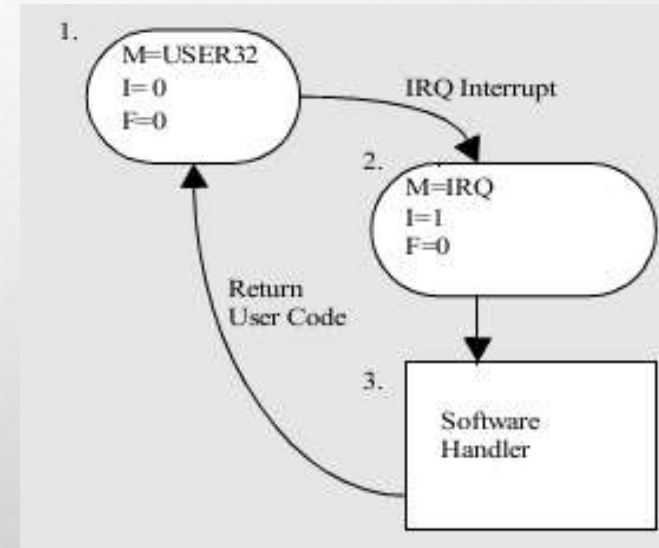 1.
M=USER32
I= 0
F=0
IRQ Interrupt
2.
M=IRQ
I=1
F=0
Return
User Code
3.
Software
Handler